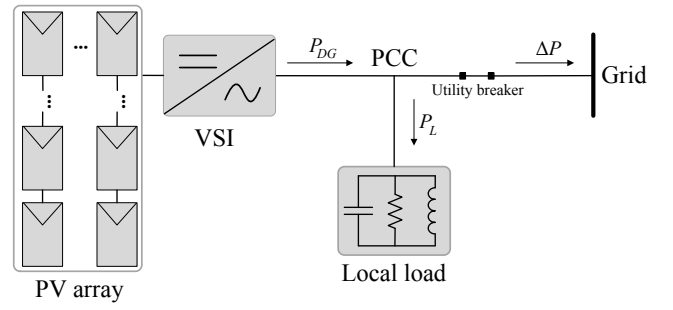 P_DG
PCC
ΔP
Grid
Utility breaker
VSI
P_L
Local load
PV array